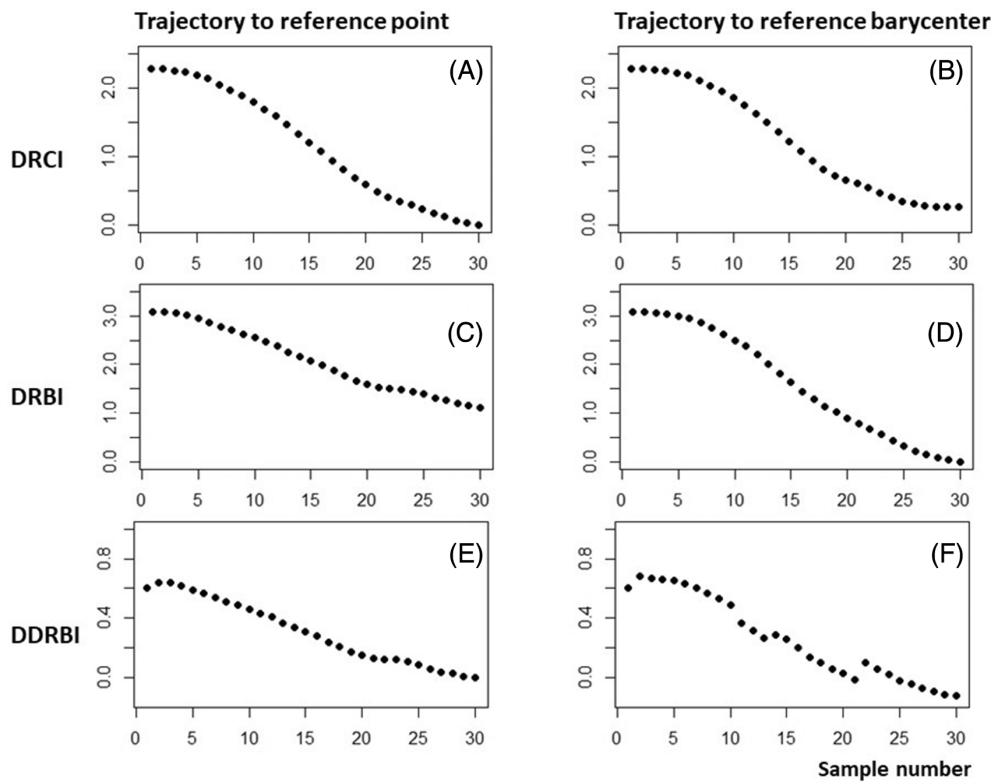 Trajectory to reference point
Trajectory to reference barycenter
DRCI
(A)
0.0 1.0 2.0
0 5 10 15 20 25 30
(B)
0.0 1.0 2.0
0 5 10 15 20 25 30
DRBI
(C)
0.0 1.0 2.0 3.0
0 5 10 15 20 25 30
(D)
0.0 1.0 2.0 3.0
0 5 10 15 20 25 30
DDRBI
(E)
0.0 0.4 0.8
0 5 10 15 20 25 30
(F)
0.0 0.4 0.8
0 5 10 15 20 25 30
Sample number